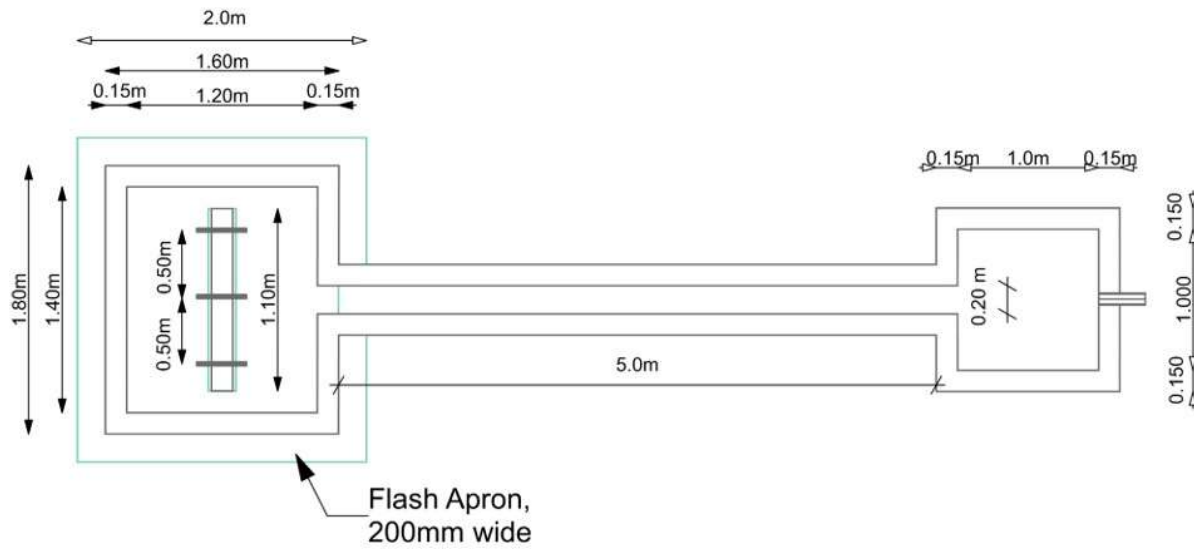 2.0m
1.60m
0.15m 1.20m 0.15m
0.15m 1.0m 0.15m
1.80m
1.40m
0.50m
0.50m
1.10m
0.20 m
0.150
1.000
0.150
5.0m
Flash Apron,
200mm wide